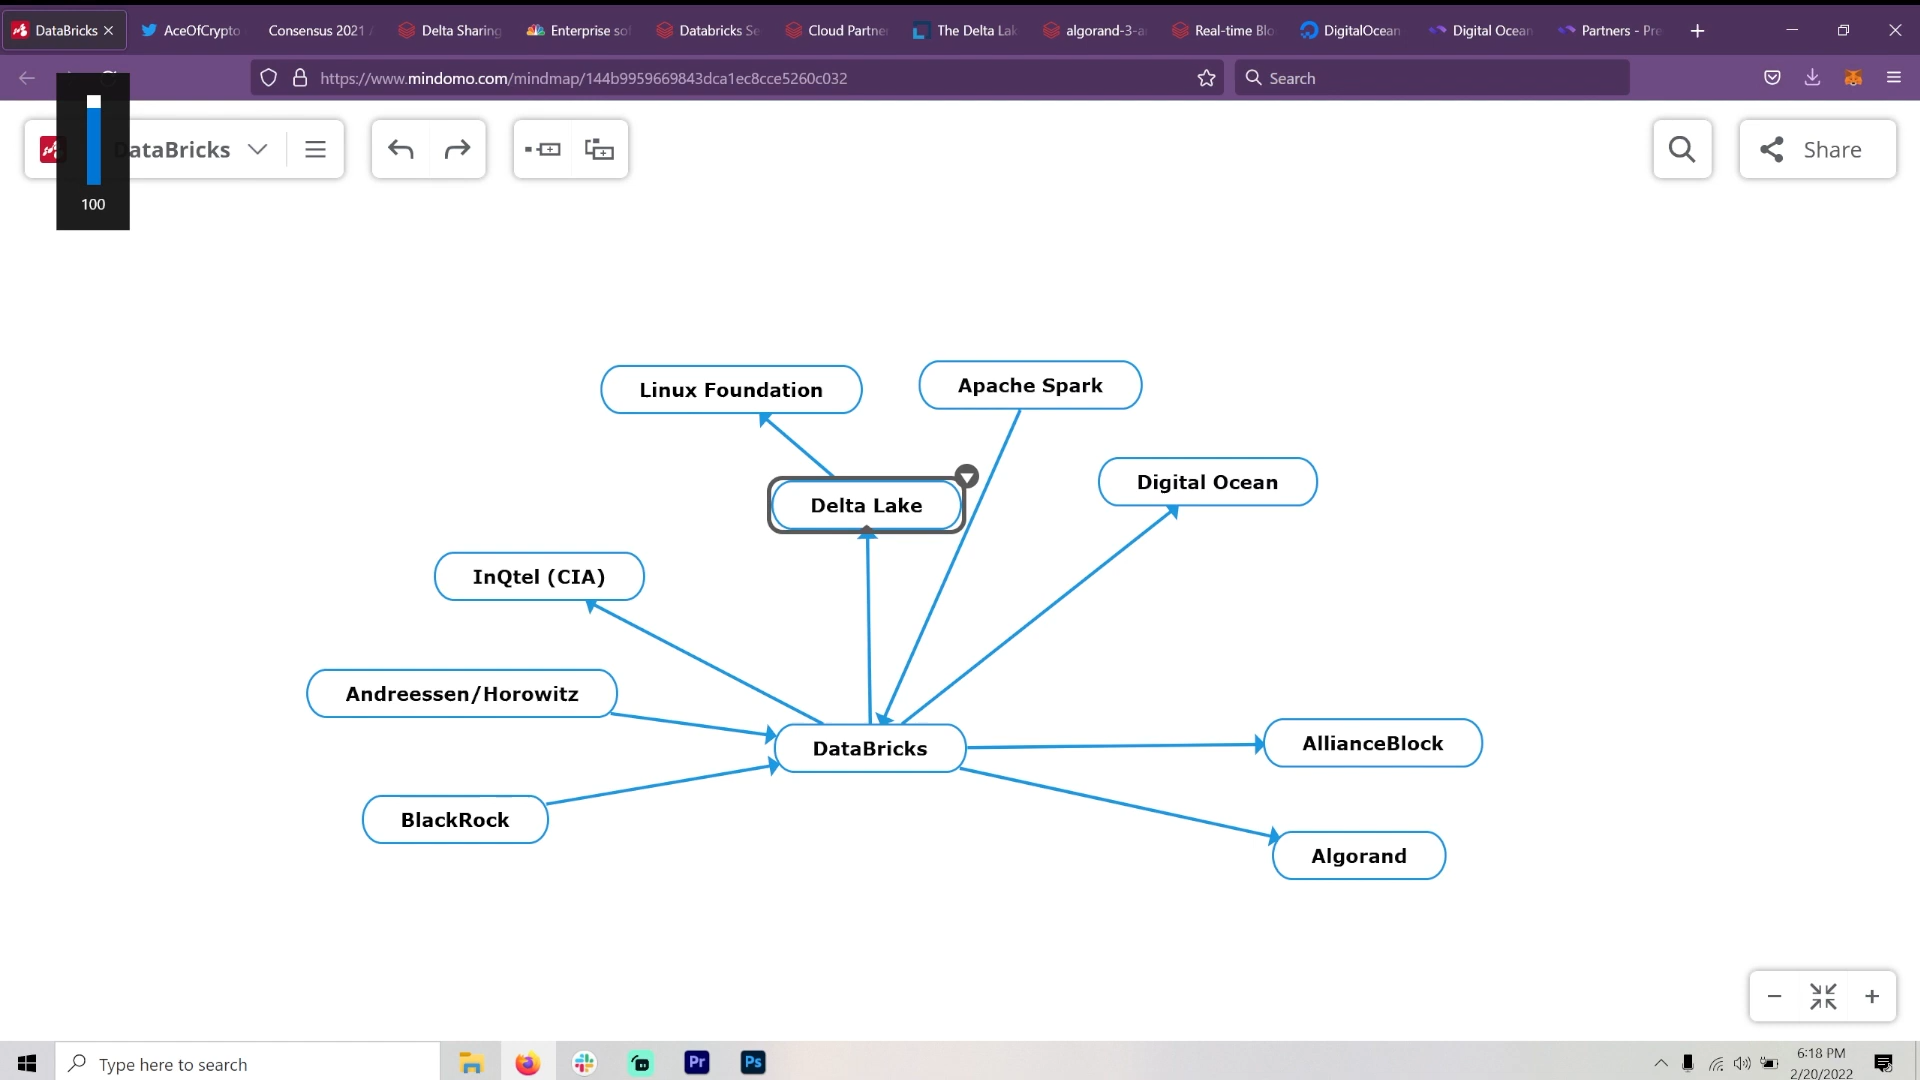 DataBricks
AceOfCrypto
Consensus 2021
Delta Sharing
Enterprise so
Databricks Se
Cloud Partne
The Delta Lak
algorand-3-a
Real-time Blo
DigitalOcean
Digital Ocean
Partners - Pre
https://www.mindomo.com/mindmap/144b9959669843dca1ec8cce5260c032
Search
ataBricks
Share
100
Linux Foundation
Apache Spark
Digital Ocean
Delta Lake
InQtel (CIA)
Andreessen/Horowitz
DataBricks
AllianceBlock
BlackRock
Algorand
Type here to search
Pr
Ps
6:18 PM
2/20/2022